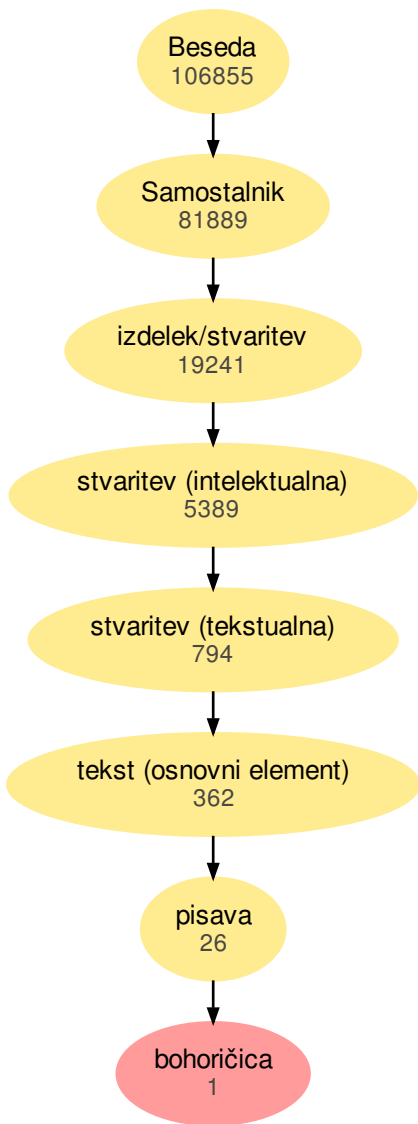 Beseda
106855
Samostalnik
81889
izdelek/stvaritev
19241
stvaritev (intelektualna)
5389
stvaritev (tekstualna)
794
tekst (osnovni element)
362
pisava
26
bohoričica
1